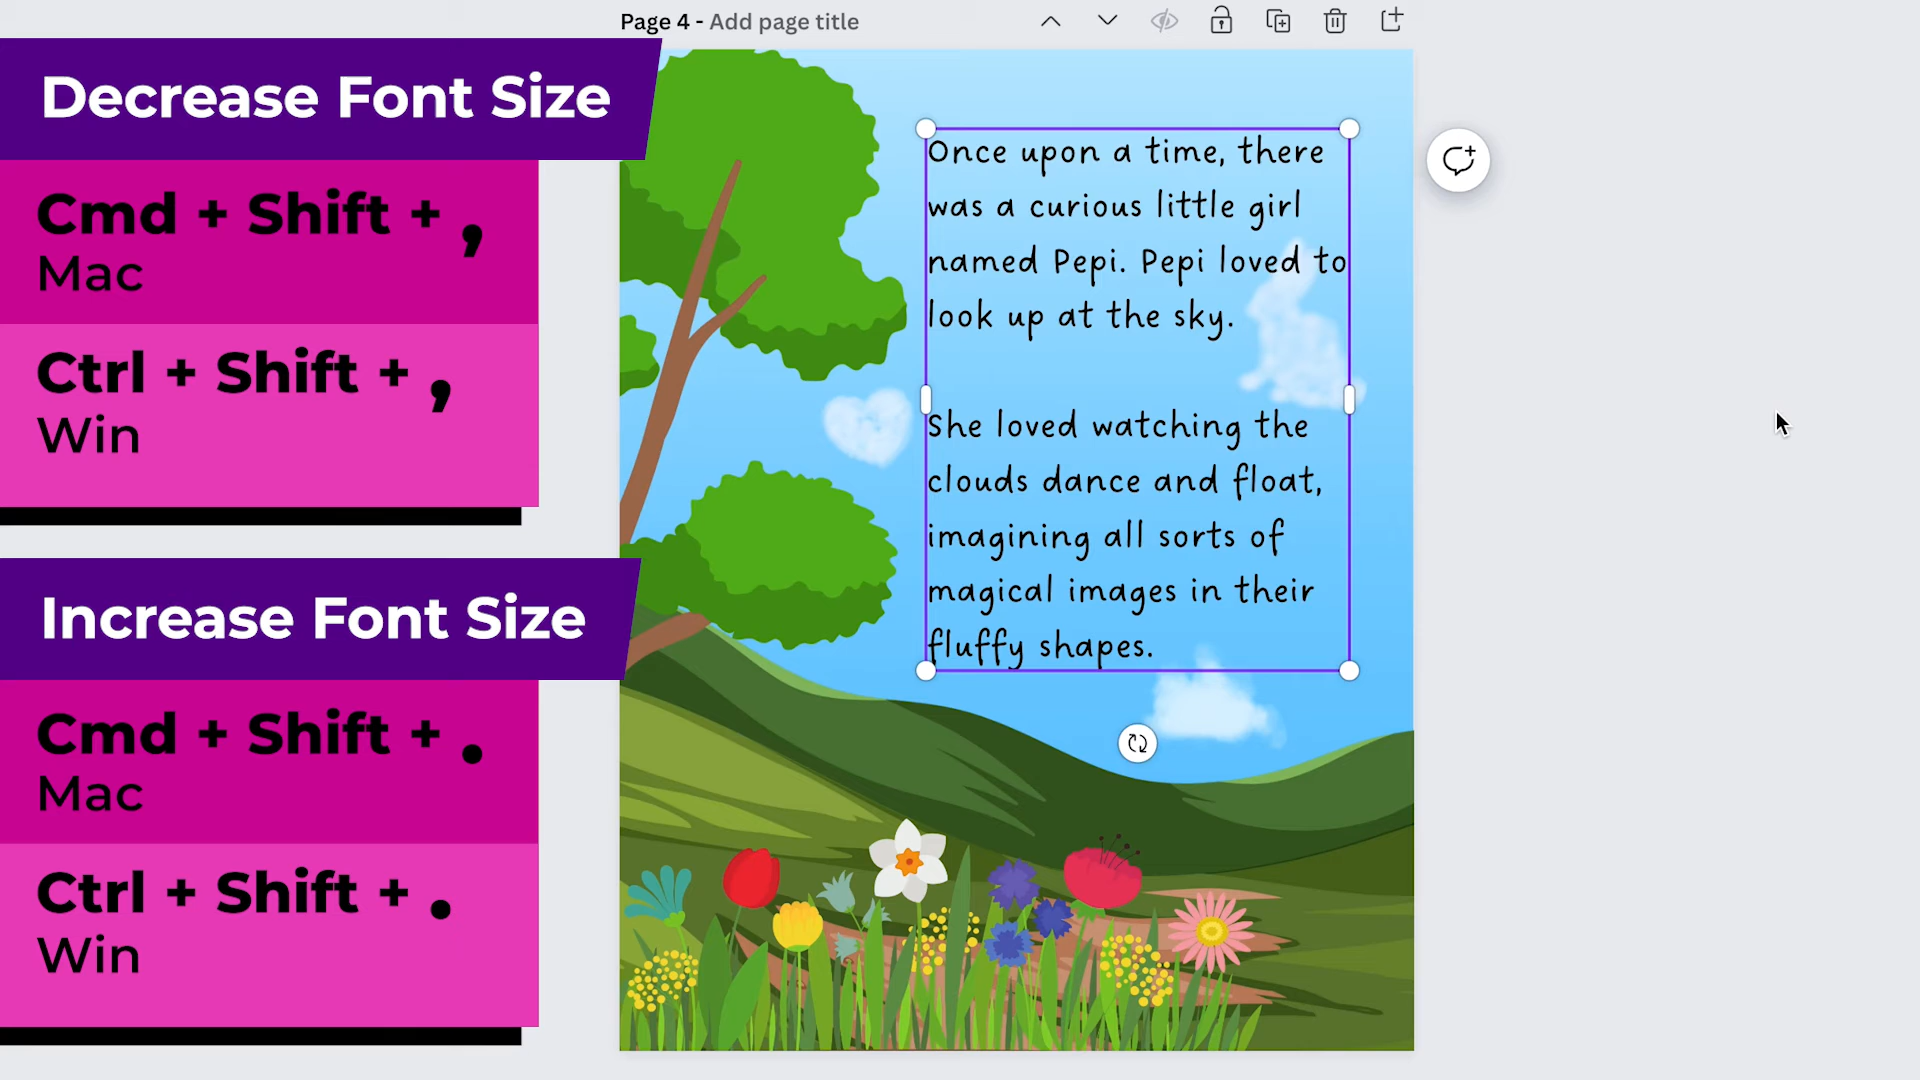 Page 4 - Add page title
Decrease Font Size
Cmd + Shift + ,
Mac
Ctrl + Shift + ,
Win
Increase Font Size
Cmd + Shift + .
Mac
Ctrl + Shift + .
Win
Once upon a time, there
was a curious little girl
named Pepi. Pepi loved to
look up at the sky.
She loved watching the
clouds dance and float,
imagining all sorts of
magical images in their
fluffy shapes.